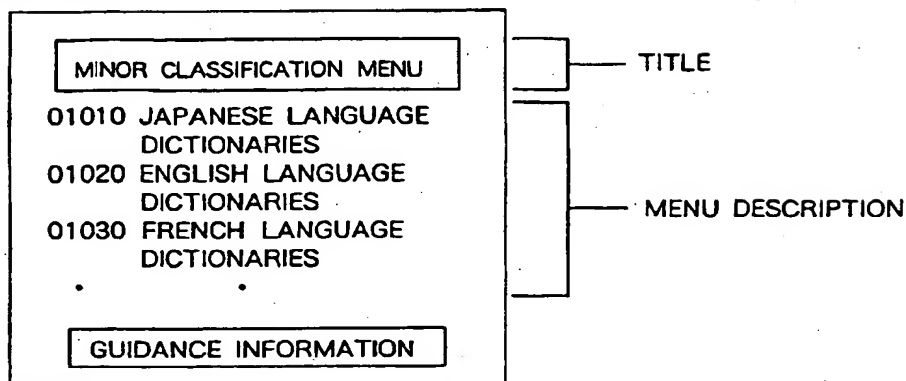 MINOR CLASSIFICATION MENU
TITLE
01010 JAPANESE LANGUAGE
DICTIONARIES
01020 ENGLISH LANGUAGE
DICTIONARIES
01030 FRENCH LANGUAGE
DICTIONARIES
MENU DESCRIPTION
GUIDANCE INFORMATION